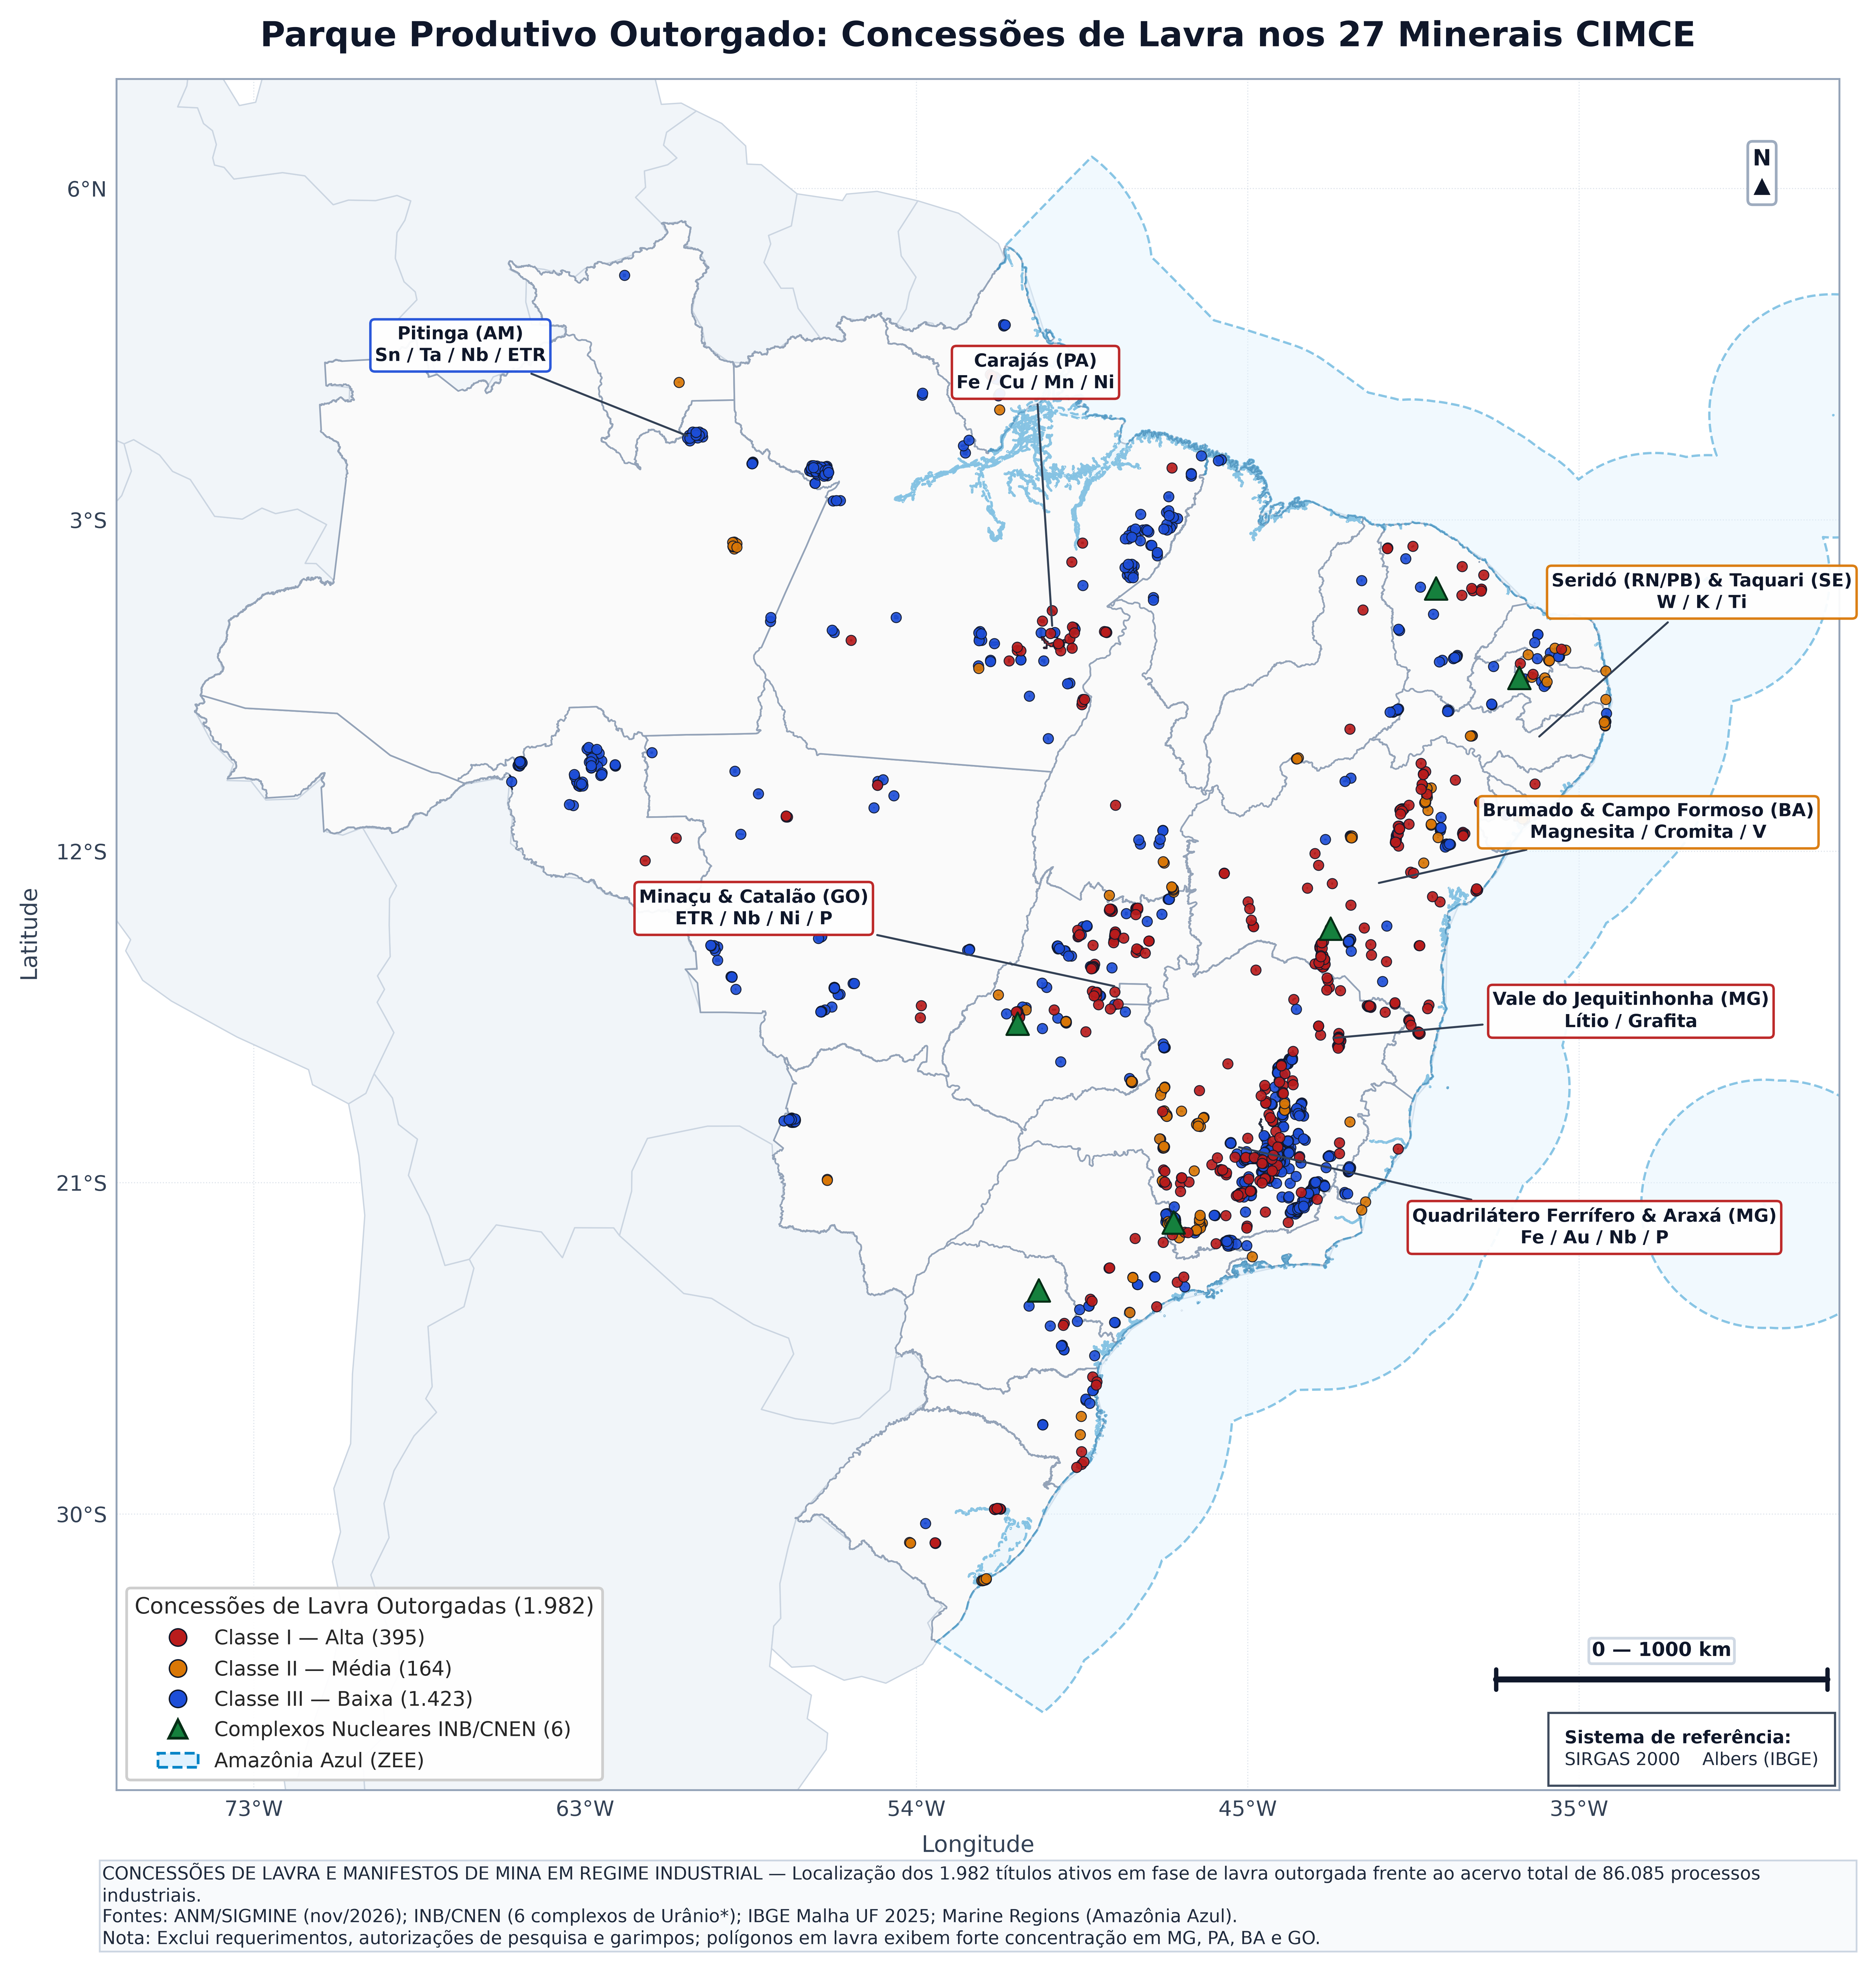 Parque Produtivo Outorgado: Concessões de Lavra nos 27 Minerais CIMCE
N
▲
6°N
Pitinga (AM)
Sn / Ta / Nb / ETR
Carajás (PA)
Fe / Cu / Mn / Ni
3°S
Seridó (RN/PB) & Taquari (SE)
W / K / Ti
Brumado & Campo Formoso (BA)
Magnesita / Cromita / V
12°S
Minaçu & Catalão (GO)
ETR / Nb / Ni / P
Latitude
Vale do Jequitinhonha (MG)
Lítio / Grafita
21°S
Quadrilátero Ferrífero & Araxá (MG)
Fe / Au / Nb / P
30°S
Concessões de Lavra Outorgadas (1.982)
Classe I — Alta (395)
Classe II — Média (164)
Classe III — Baixa (1.423)
Complexos Nucleares INB/CNEN (6)
Amazônia Azul (ZEE)
0 — 1000 km
Sistema de referência:
SIRGAS 2000 Albers (IBGE)
73°W 63°W 54°W 45°W 35°W
Longitude
CONCESSÕES DE LAVRA E MANIFESTOS DE MINA EM REGIME INDUSTRIAL — Localização dos 1.982 títulos ativos em fase de lavra outorgada frente ao acervo total de 86.085 processos
industriais.
Fontes: ANM/SIGMINE (nov/2026); INB/CNEN (6 complexos de Urânio*); IBGE Malha UF 2025; Marine Regions (Amazônia Azul).
Nota: Exclui requerimentos, autorizações de pesquisa e garimpos; polígonos em lavra exibem forte concentração em MG, PA, BA e GO.